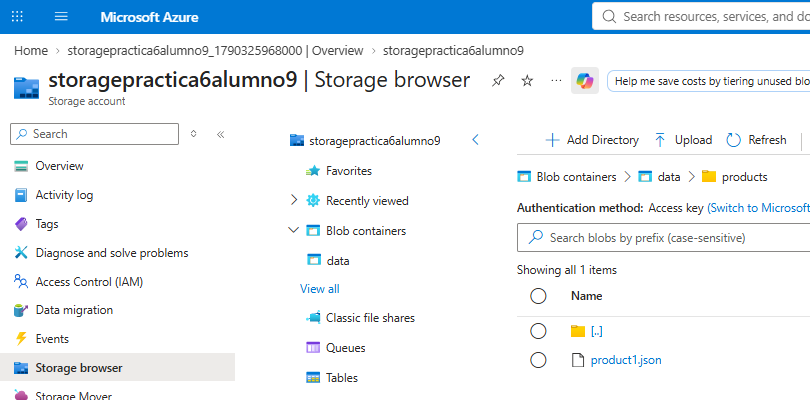 Microsoft Azure
Search resources, services, and do
Home > storagepractica6alumno9_1790325968000 | Overview > storagepractica6alumno9
storagepractica6alumno9 | Storage browser
Help me save costs by tiering unused blo
Storage account
Search
Overview
Activity log
Tags
Diagnose and solve problems
Access Control (IAM)
Data migration
Events
Storage browser
Storage Mover
storagepractica6alumno9
Favorites
Recently viewed
Blob containers
data
View all
Classic file shares
Queues
Tables
Add Directory Upload Refresh
Blob containers > data > products
Authentication method: Access key (Switch to Microsoft
Search blobs by prefix (case-sensitive)
Showing all 1 items
Name
[..]
product1.json